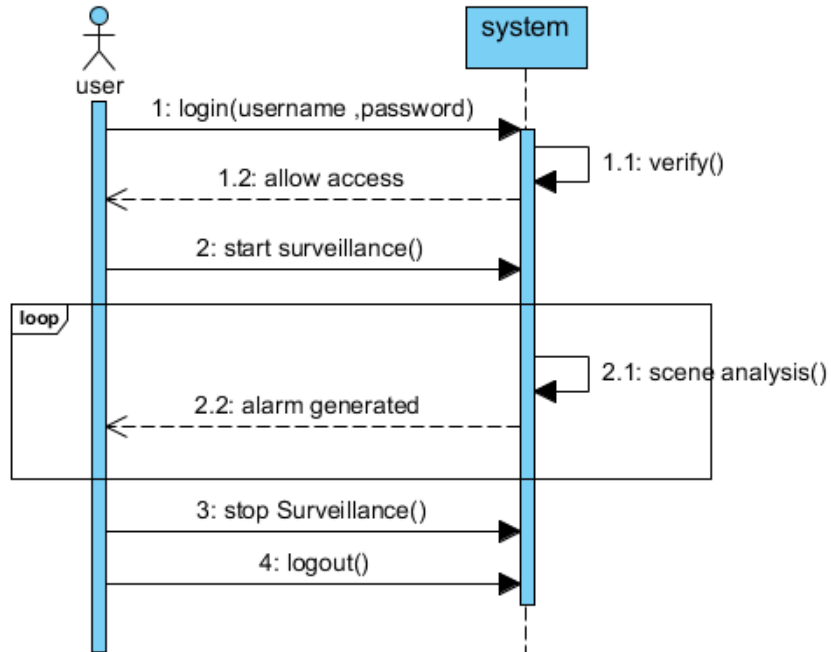 system
user
1: login(username ,password)
1.1: verify()
1.2: allow access
2: start surveillance()
loop
2.1: scene analysis()
2.2: alarm generated
3: stop Surveillance()
4: logout()